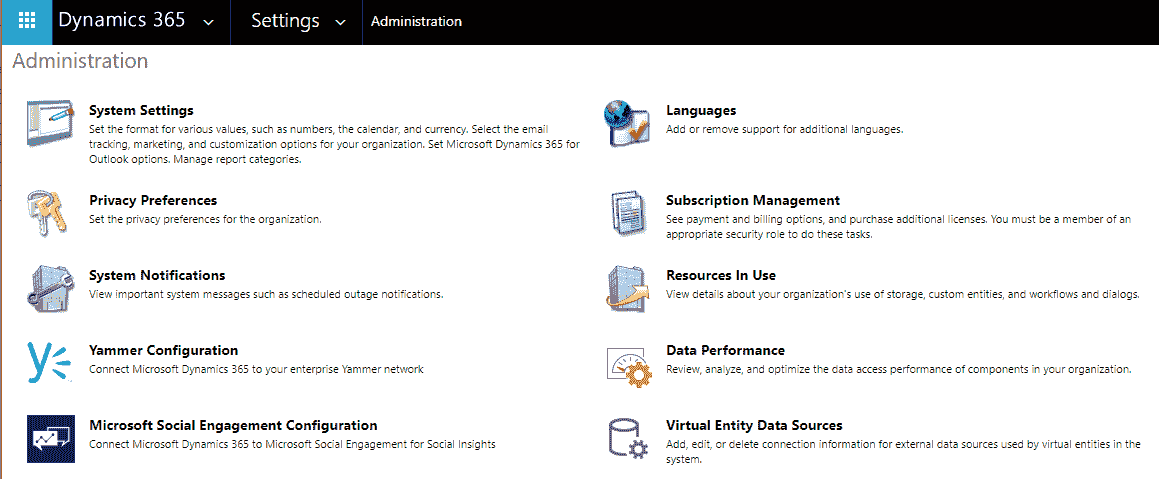 Dynamics 365 Settings Administration
Administration
System Settings
Set the format for various values, such as numbers, the calendar, and currency. Select the email
tracking, marketing, and customization options for your organization. Set Microsoft Dynamics 365 for
Outlook options. Manage report categories.
Languages
Add or remove support for additional languages.
Privacy Preferences
Set the privacy preferences for the organization.
Subscription Management
See payment and billing options, and purchase additional licenses. You must be a member of an
appropriate security role to do these tasks.
System Notifications
View important system messages such as scheduled outage notifications.
Resources In Use
View details about your organization's use of storage, custom entities, and workflows and dialogs.
Yammer Configuration
Connect Microsoft Dynamics 365 to your enterprise Yammer network
Data Performance
Review, analyze, and optimize the data access performance of components in your organization.
Microsoft Social Engagement Configuration
Connect Microsoft Dynamics 365 to Microsoft Social Engagement for Social Insights
Virtual Entity Data Sources
Add, edit, or delete connection information for external data sources used by virtual entities in the
system.